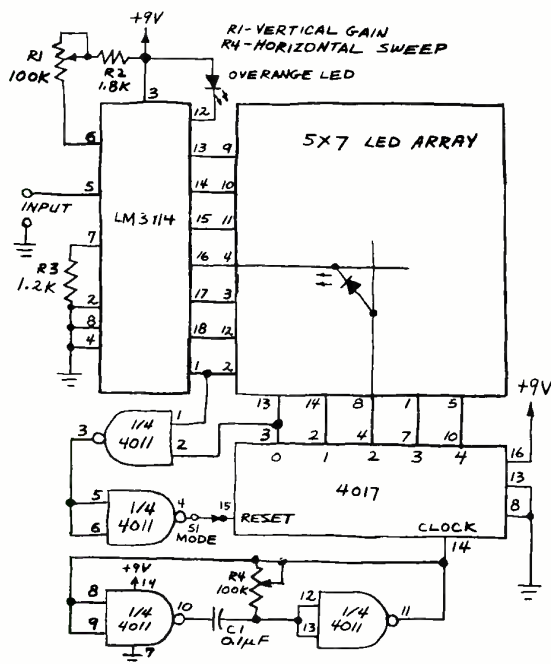 +9V
R1-VERTICAL GAIN
R4-HORIZONTAL SWEEP
R1
100K
R2
1.8K
OVERANGE LED
3
12
6
5X7 LED ARRAY
13 9
5
INPUT
LM3914
14 10
15 11
7
16 4
R3
1.2K
2
17 3
8
18 12
4
1 2
+9V
13 14 8 1 5
3 2 4 7 10
0 1 2 3 4
16
13
8
3
1/4
4011
1
2
4017
5
6
1/4
4011
4
S1
MODE
15
RESET
CLOCK
14
+9V
14
8
9
1/4
4011
10
7
C1
0.1µF
R4
100K
12
13
1/4
4011
11